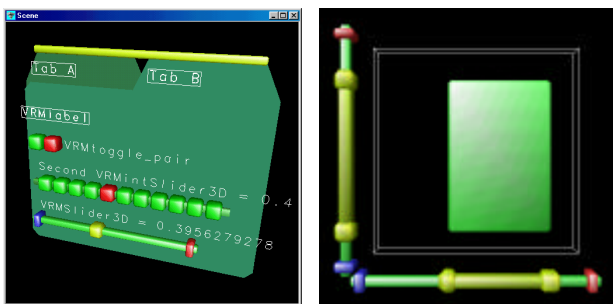 Scene
Tab A
Tab B
VRMlabel
VRMtoggle_pair
Second VRMintSlider3D = 0.4
VRMSlider3D = 0.3956279278